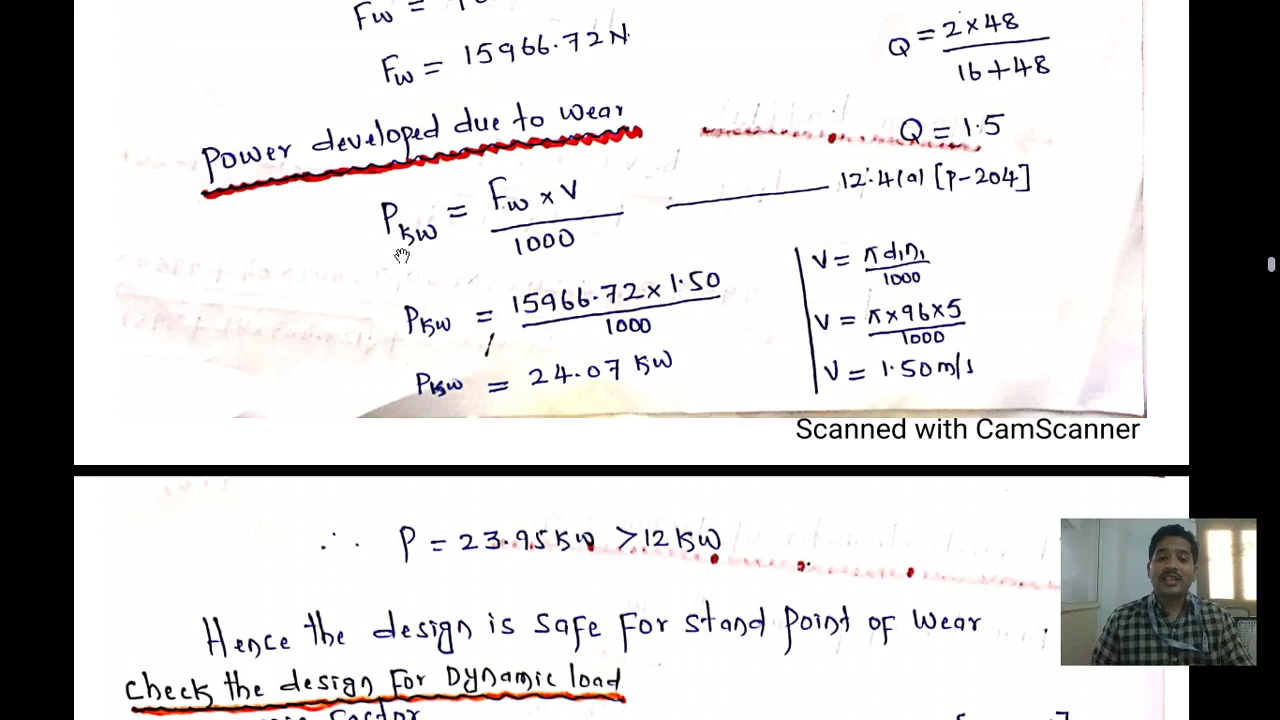 Fw =
Fw = 15966.72N.
Q = 2×48 / 16+48
Q = 1.5
Power developed due to wear
PKW = Fw × V / 1000 ——— 12.4(a) [P-204]
V = πd1n1 / 1000
PKW = 15966.72 × 1.50 / 1000
V = π×96×5 / 1000
PKW = 24.07 KW
V = 1.50 m/s
Scanned with CamScanner
∴ P = 23.95 KW > 12 KW
Hence the design is safe for stand point of wear
check the design for Dynamic load